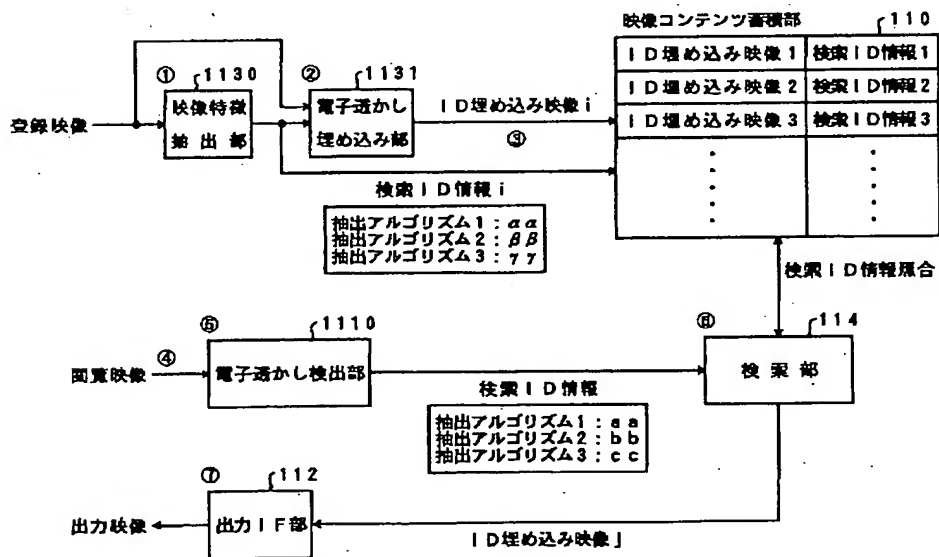 映像コンテンツ蓄積部
110
ID埋め込み映像1 検索ID情報1
ID埋め込み映像2 検索ID情報2
ID埋め込み映像3 検索ID情報3
① 1130
映像特徴
抽出部
② 1131
電子透かし
埋め込み部
登録映像
ID埋め込み映像i
③
検索ID情報i
抽出アルゴリズム1:αα
抽出アルゴリズム2:ββ
抽出アルゴリズム3:γγ
検索ID情報照合
④
閲覧映像
⑤ 1110
電子透かし検出部
⑥ 114
検索部
検索ID情報
抽出アルゴリズム1:aa
抽出アルゴリズム2:bb
抽出アルゴリズム3:cc
⑦ 112
出力IF部
出力映像
ID埋め込み映像j